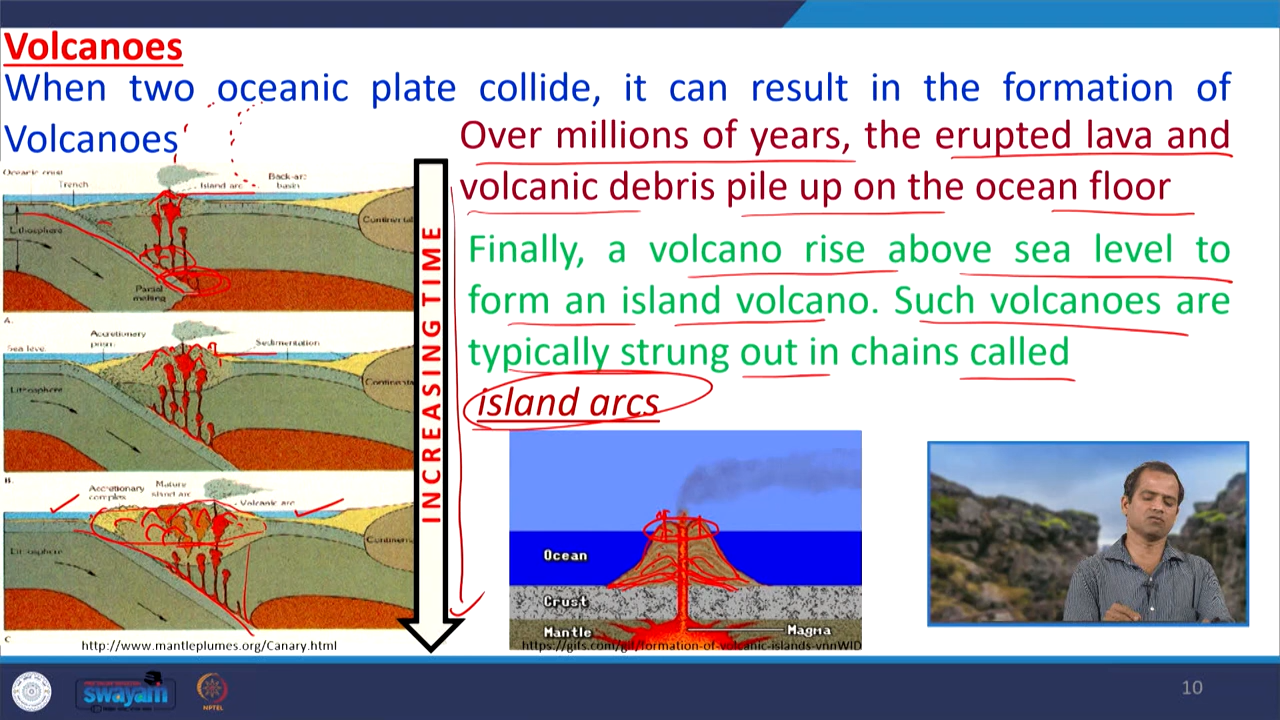 Volcanoes
When two oceanic plate collide, it can result in the formation of
Volcanoes
Over millions of years, the erupted lava and
volcanic debris pile up on the ocean floor
Finally, a volcano rise above sea level to
form an island volcano. Such volcanoes are
typically strung out in chains called
island arcs
Oceanic crust
Trench
Island arc
Back-arc
basin
Lithosphere
Continental
Partial
melting
A.
Accretionary
prism
Sea level
Sedimentation
Lithosphere
Continental
B.
Accretionary
complex
Mature
island arc
Volcanic arc
Lithosphere
Continental
C
INCREASING TIME
http://www.mantleplumes.org/Canary.html
Ocean
Crust
Mantle
Magma
https://gifs.com/gif/formation-of-volcanic-islands-vnnWlD
swayam
NPTEL
10